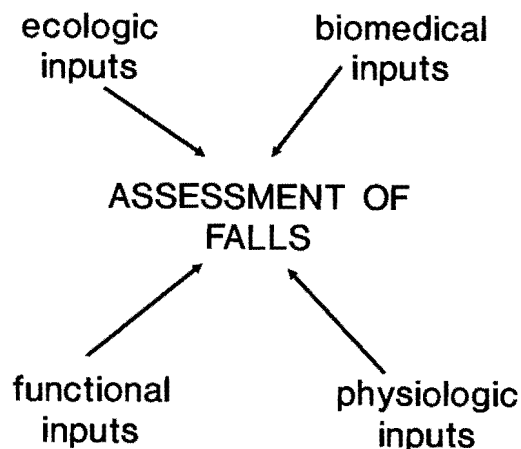 ecologic
inputs
biomedical
inputs
ASSESSMENT OF
FALLS
functional
inputs
physiologic
inputs